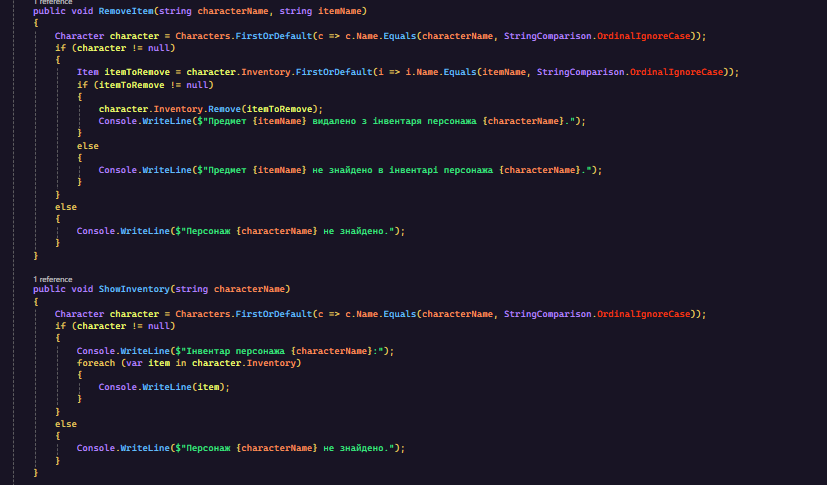 1 reference
public void RemoveItem(string characterName, string itemName)
{
Character character = Characters.FirstOrDefault(c => c.Name.Equals(characterName, StringComparison.OrdinalIgnoreCase));
if (character != null)
{
Item itemToRemove = character.Inventory.FirstOrDefault(i => i.Name.Equals(itemName, StringComparison.OrdinalIgnoreCase));
if (itemToRemove != null)
{
character.Inventory.Remove(itemToRemove);
Console.WriteLine($"Предмет {itemName} видалено з інвентаря персонажа {characterName}.");
}
else
{
Console.WriteLine($"Предмет {itemName} не знайдено в інвентарі персонажа {characterName}.");
}
}
else
{
Console.WriteLine($"Персонаж {characterName} не знайдено.");
}
}
1 reference
public void ShowInventory(string characterName)
{
Character character = Characters.FirstOrDefault(c => c.Name.Equals(characterName, StringComparison.OrdinalIgnoreCase));
if (character != null)
{
Console.WriteLine($"Інвентар персонажа {characterName}:");
foreach (var item in character.Inventory)
{
Console.WriteLine(item);
}
}
else
{
Console.WriteLine($"Персонаж {characterName} не знайдено.");
}
}